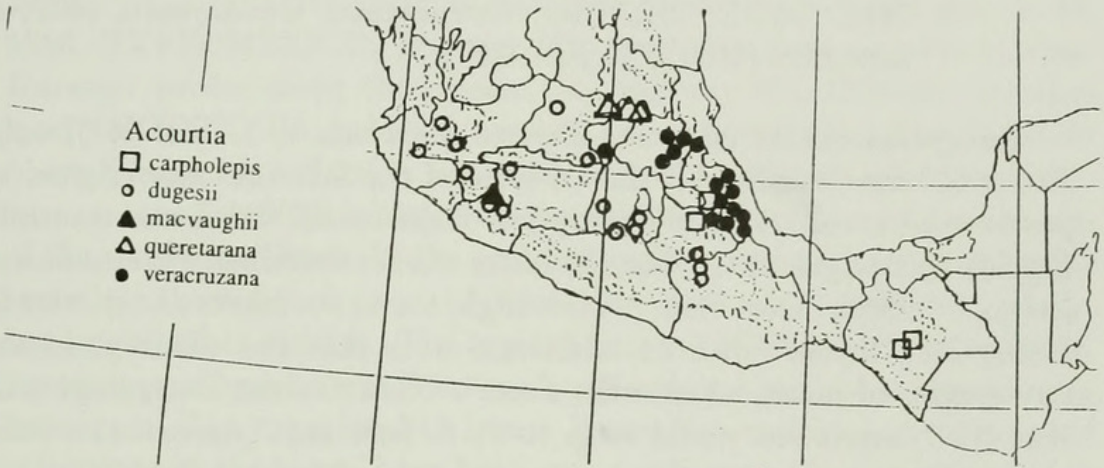 Acourtia
carpholepis
dugesii
macvaughii
queretarana
veracruzana